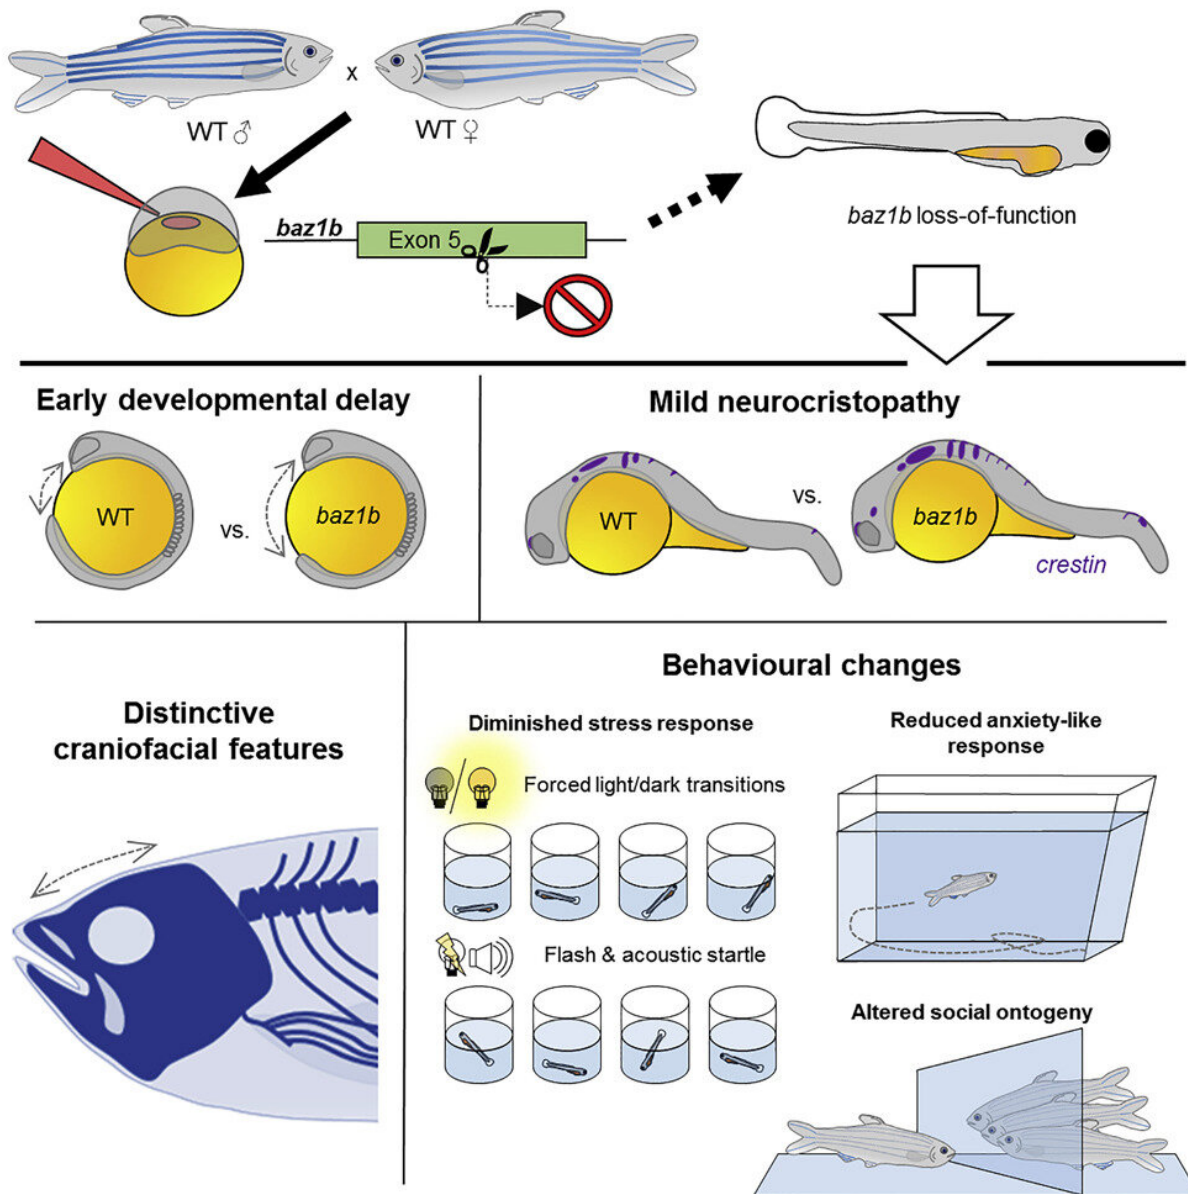 x
WT ♂
WT ♀
baz1b
Exon 5
baz1b loss-of-function
Early developmental delay
WT
vs.
baz1b
Mild neurocristopathy
WT
vs.
baz1b
crestin
Distinctive
craniofacial features
Behavioural changes
Diminished stress response
Forced light/dark transitions
Flash & acoustic startle
Reduced anxiety-like
response
Altered social ontogeny